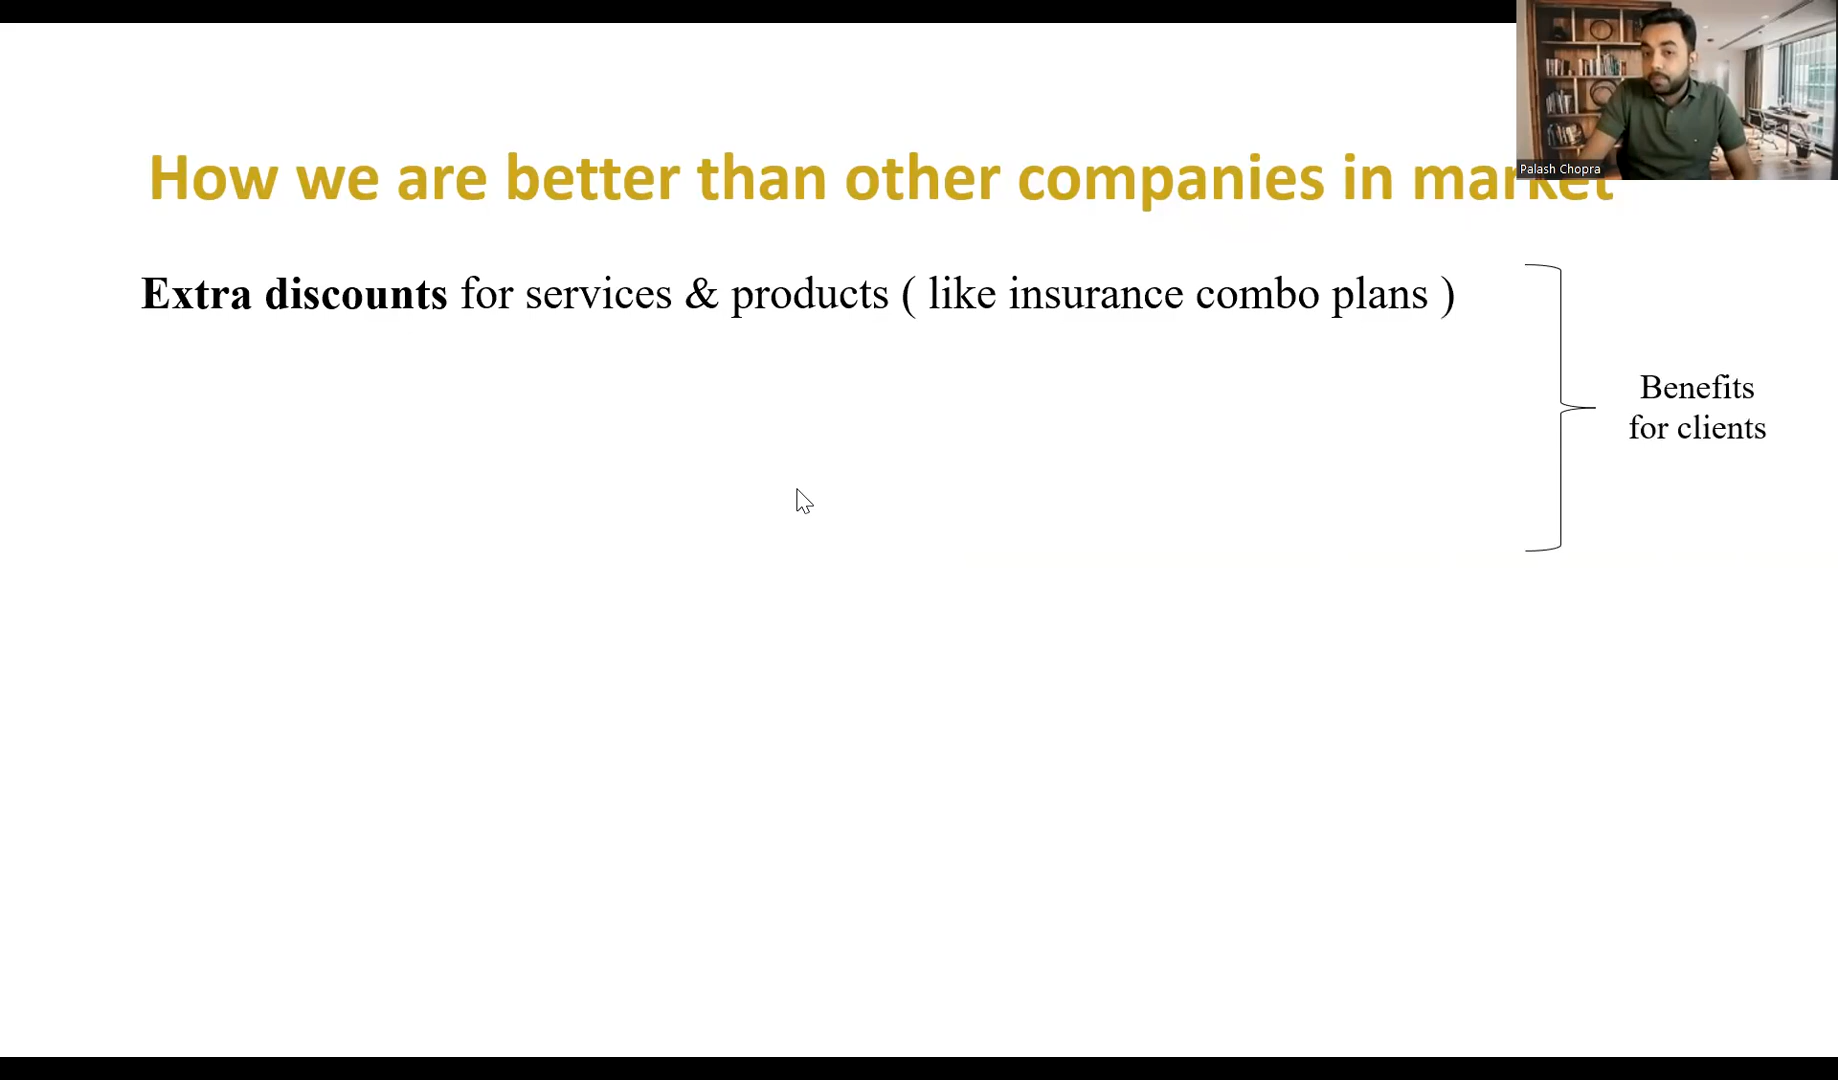 How we are better than other companies in market
Extra discounts for services & products ( like insurance combo plans )
Benefits
for clients
Palash Chopra